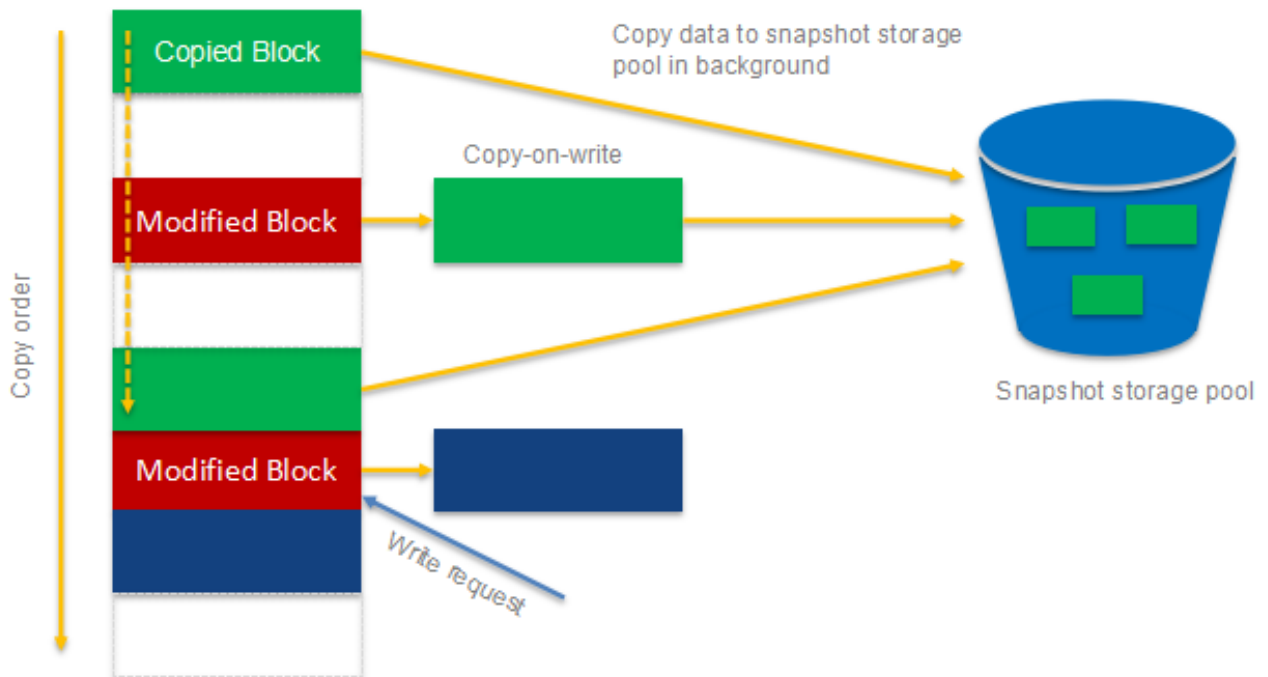 Copied Block
Copy data to snapshot storage
pool in background
Copy-on-write
Modified Block
Copy order
Snapshot storage pool
Modified Block
Write request